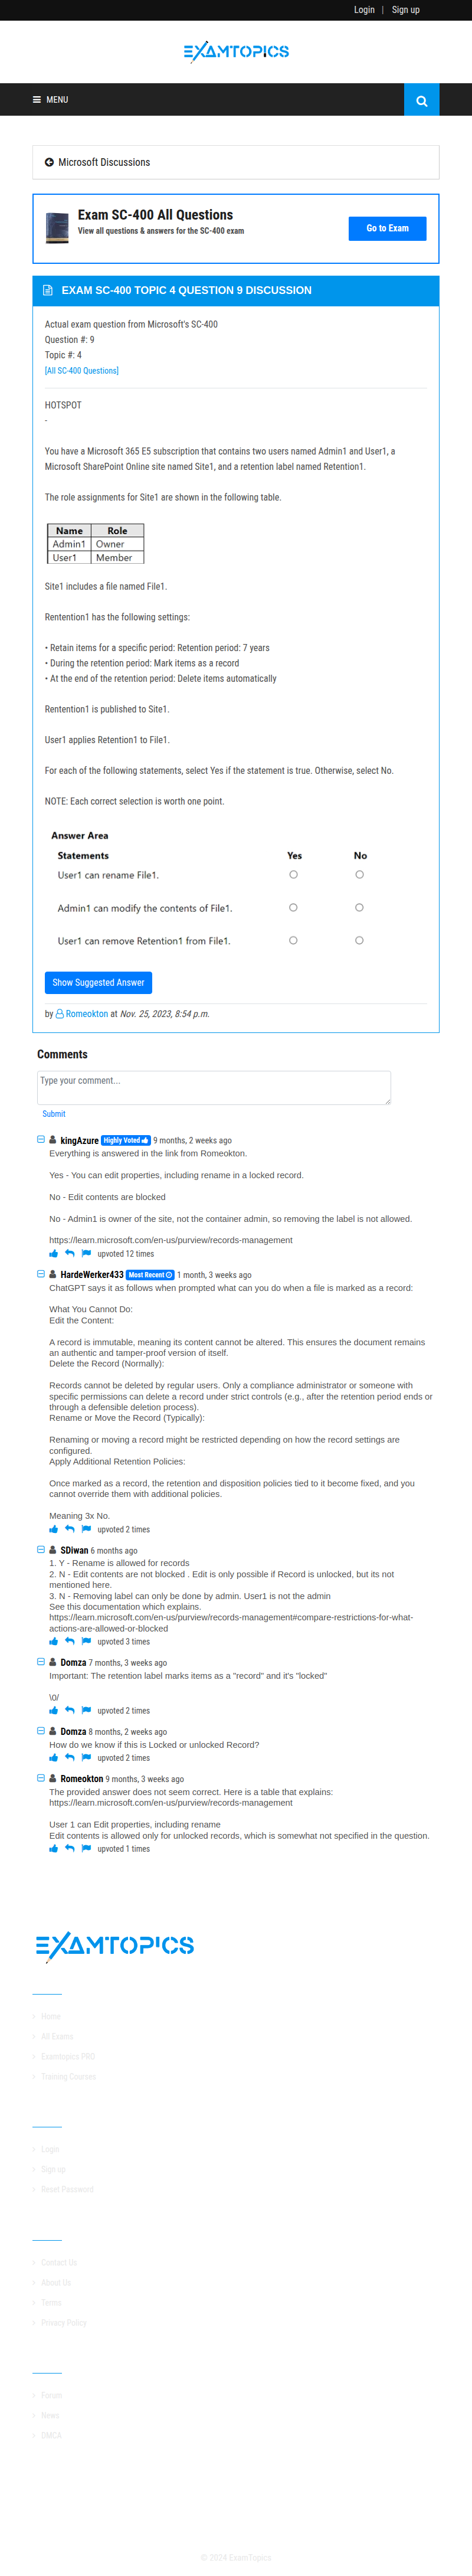 Login | Sign up
EXAMTOPICS
MENU
Microsoft Discussions
Exam SC-400 All Questions
View all questions & answers for the SC-400 exam
Go to Exam
EXAM SC-400 TOPIC 4 QUESTION 9 DISCUSSION
Actual exam question from Microsoft's SC-400
Question #: 9
Topic #: 4
[All SC-400 Questions]
HOTSPOT
-
You have a Microsoft 365 E5 subscription that contains two users named Admin1 and User1, a
Microsoft SharePoint Online site named Site1, and a retention label named Retention1.
The role assignments for Site1 are shown in the following table.
Name Role
Admin1 Owner
User1 Member
Site1 includes a file named File1.
Rentention1 has the following settings:
• Retain items for a specific period: Retention period: 7 years
• During the retention period: Mark items as a record
• At the end of the retention period: Delete items automatically
Rentention1 is published to Site1.
User1 applies Retention1 to File1.
For each of the following statements, select Yes if the statement is true. Otherwise, select No.
NOTE: Each correct selection is worth one point.
Answer Area
Statements Yes No
User1 can rename File1.
Admin1 can modify the contents of File1.
User1 can remove Retention1 from File1.
Show Suggested Answer
by Romeokton at Nov. 25, 2023, 8:54 p.m.
Comments
Type your comment...
Submit
kingAzure Highly Voted 9 months, 2 weeks ago
Everything is answered in the link from Romeokton.
Yes - You can edit properties, including rename in a locked record.
No - Edit contents are blocked
No - Admin1 is owner of the site, not the container admin, so removing the label is not allowed.
https://learn.microsoft.com/en-us/purview/records-management
upvoted 12 times
HardeWerker433 Most Recent 1 month, 3 weeks ago
ChatGPT says it as follows when prompted what can you do when a file is marked as a record:
What You Cannot Do:
Edit the Content:
A record is immutable, meaning its content cannot be altered. This ensures the document remains
an authentic and tamper-proof version of itself.
Delete the Record (Normally):
Records cannot be deleted by regular users. Only a compliance administrator or someone with
specific permissions can delete a record under strict controls (e.g., after the retention period ends or
through a defensible deletion process).
Rename or Move the Record (Typically):
Renaming or moving a record might be restricted depending on how the record settings are
configured.
Apply Additional Retention Policies:
Once marked as a record, the retention and disposition policies tied to it become fixed, and you
cannot override them with additional policies.
Meaning 3x No.
upvoted 2 times
SDiwan 6 months ago
1. Y - Rename is allowed for records
2. N - Edit contents are not blocked . Edit is only possible if Record is unlocked, but its not
mentioned here.
3. N - Removing label can only be done by admin. User1 is not the admin
See this documentation which explains.
https://learn.microsoft.com/en-us/purview/records-management#compare-restrictions-for-what-
actions-are-allowed-or-blocked
upvoted 3 times
Domza 7 months, 3 weeks ago
Important: The retention label marks items as a "record" and it's "locked"
\0/
upvoted 2 times
Domza 8 months, 2 weeks ago
How do we know if this is Locked or unlocked Record?
upvoted 2 times
Romeokton 9 months, 3 weeks ago
The provided answer does not seem correct. Here is a table that explains:
https://learn.microsoft.com/en-us/purview/records-management
User 1 can Edit properties, including rename
Edit contents is allowed only for unlocked records, which is somewhat not specified in the question.
upvoted 1 times
EXAMTOPICS
Home
All Exams
Examtopics PRO
Training Courses
Login
Sign up
Reset Password
Contact Us
About Us
Terms
Privacy Policy
Forum
News
DMCA
© 2024 ExamTopics